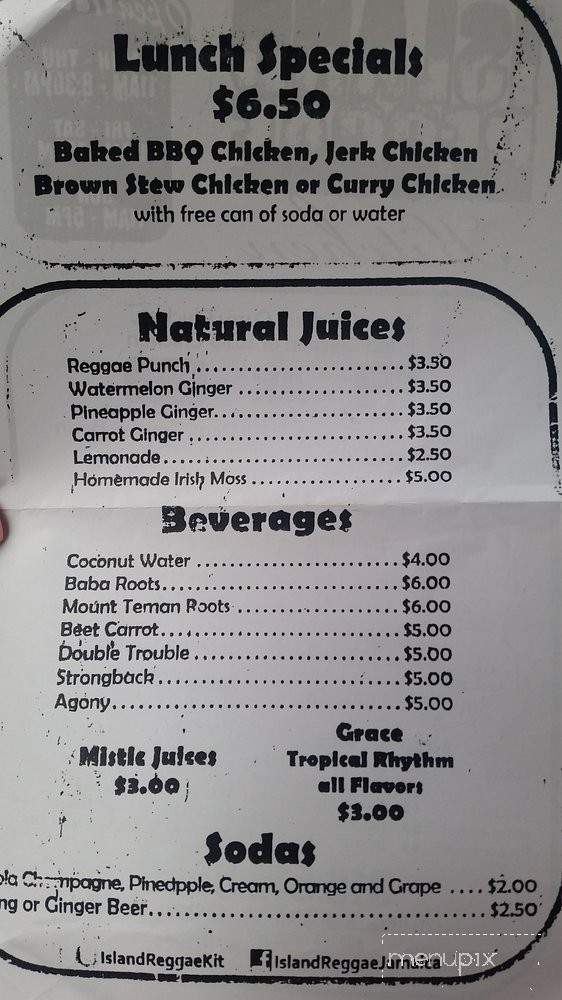 Lunch Specials
$6.50
Baked BBQ Chicken, Jerk Chicken
Brown Stew Chicken or Curry Chicken
with free can of soda or water
Natural Juices
Reggae Punch ........................ $3.50
Watermelon Ginger ................... $3.50
Pineapple Ginger..................... $3.50
Carrot Ginger ....................... $3.50
Lemonade............................. $2.50
Homemade Irish Moss ................. $5.00
Beverages
Coconut Water ....................... $4.00
Baba Roots........................... $6.00
Mount Teman Roots ................... $6.00
Beet Carrot.......................... $5.00
Double Trouble ...................... $5.00
Strongback .......................... $5.00
Agony................................ $5.00
Mistic Juices
$3.00
Grace
Tropical Rhythm
all Flavors
$3.00
Sodas
Pineapple, Cream, Orange and Grape .... $2.00
or Ginger Beer................................. $2.50
IslandReggaeKit
menupix